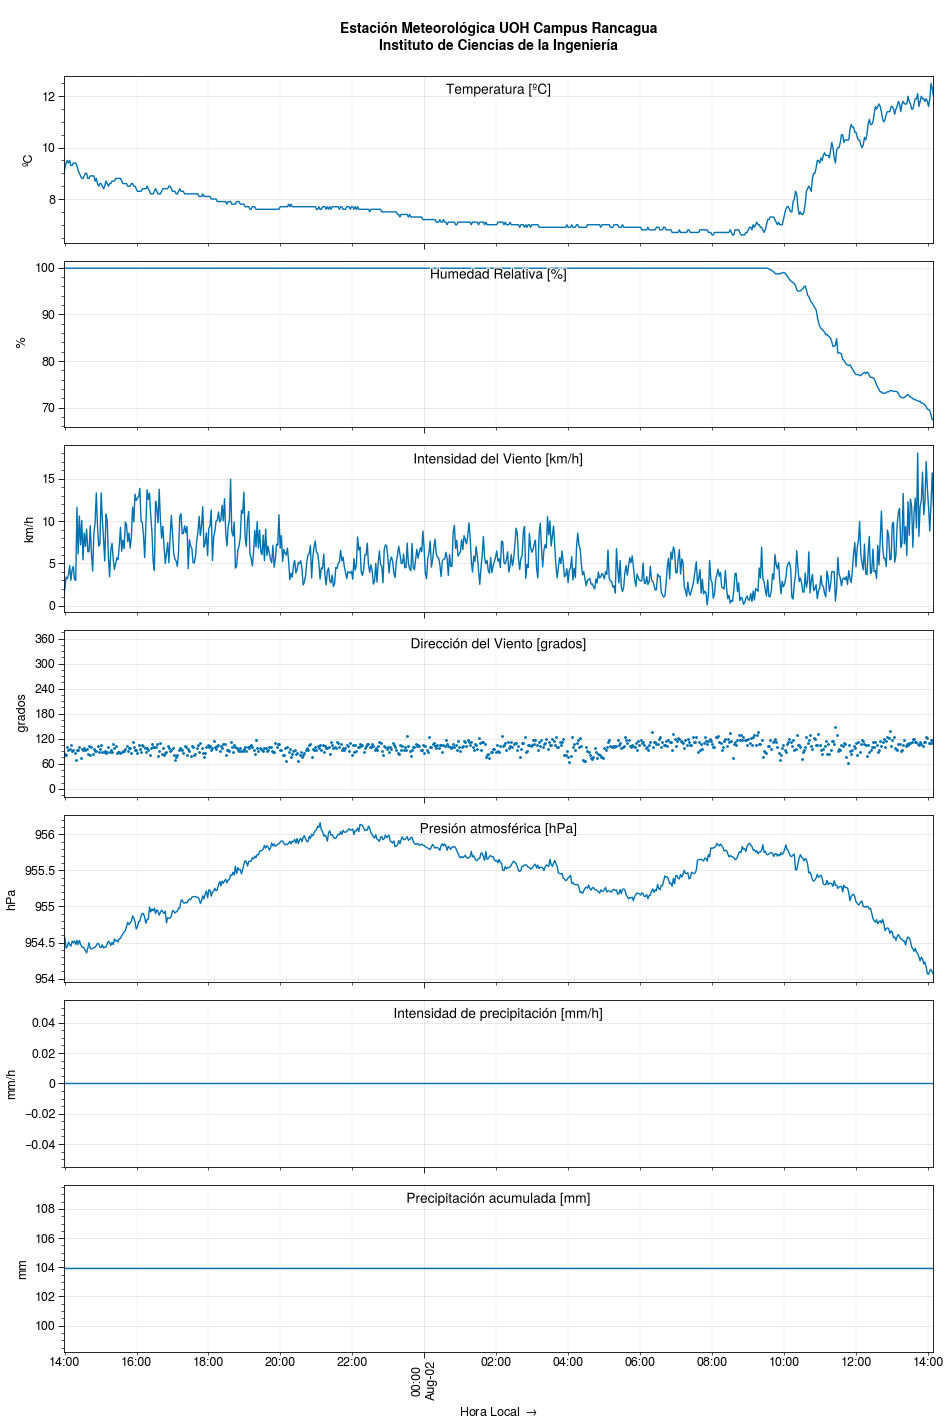 Estación Meteorológica UOH Campus Rancagua
Instituto de Ciencias de la Ingeniería
Temperatura [ºC]
ºC
12
10
8
Humedad Relativa [%]
%
100
90
80
70
Intensidad del Viento [km/h]
km/h
15
10
5
0
Dirección del Viento [grados]
grados
360
300
240
180
120
60
0
Presión atmosférica [hPa]
hPa
956
955.5
955
954.5
954
Intensidad de precipitación [mm/h]
mm/h
0.04
0.02
0
−0.02
−0.04
Precipitación acumulada [mm]
mm
108
106
104
102
100
14:00 16:00 18:00 20:00 22:00 00:00 02:00 04:00 06:00 08:00 10:00 12:00 14:00
Aug-02
Hora Local →